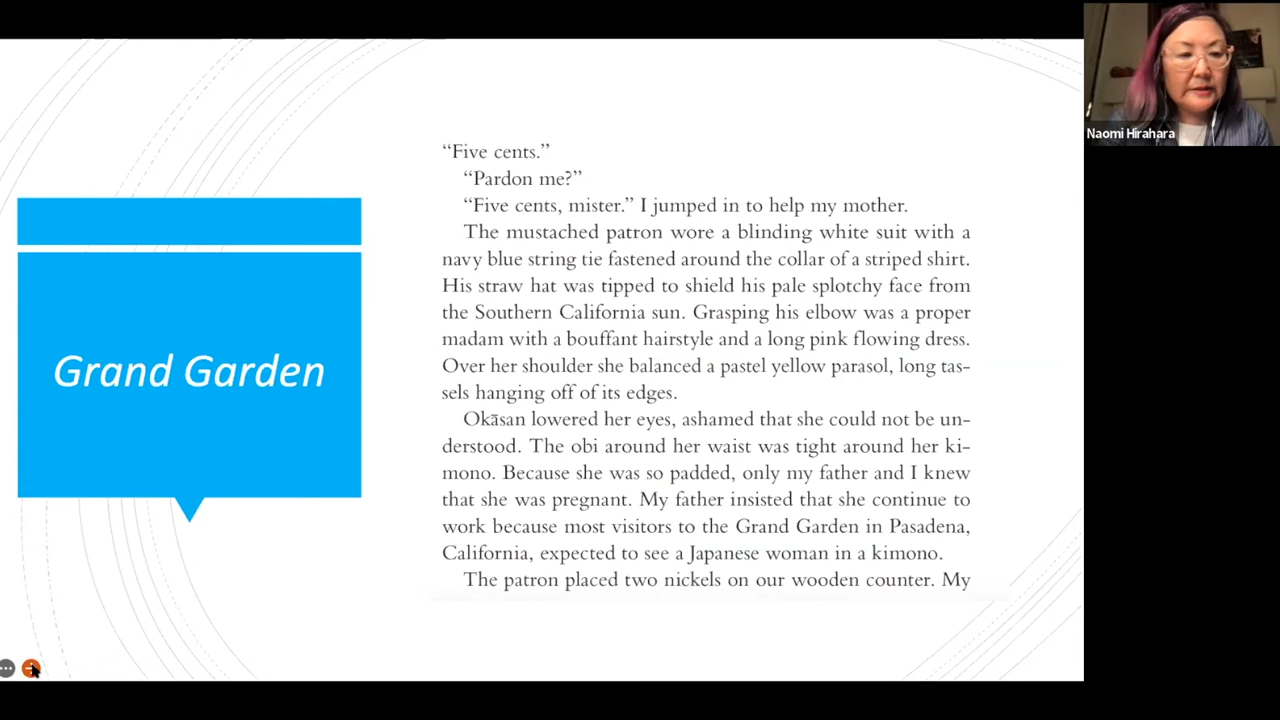 Grand Garden
“Five cents.”
“Pardon me?”
“Five cents, mister.” I jumped in to help my mother.
The mustached patron wore a blinding white suit with a
navy blue string tie fastened around the collar of a striped shirt.
His straw hat was tipped to shield his pale splotchy face from
the Southern California sun. Grasping his elbow was a proper
madam with a bouffant hairstyle and a long pink flowing dress.
Over her shoulder she balanced a pastel yellow parasol, long tas-
sels hanging off of its edges.
Okāsan lowered her eyes, ashamed that she could not be un-
derstood. The obi around her waist was tight around her ki-
mono. Because she was so padded, only my father and I knew
that she was pregnant. My father insisted that she continue to
work because most visitors to the Grand Garden in Pasadena,
California, expected to see a Japanese woman in a kimono.
The patron placed two nickels on our wooden counter. My
Naomi Hirahara